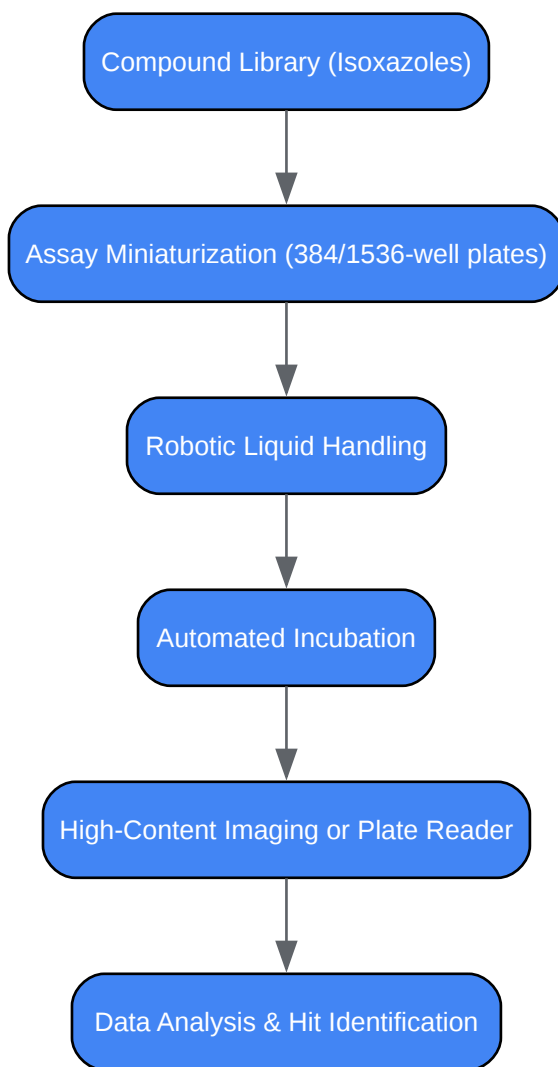 Compound Library (Isoxazoles)
Assay Miniaturization (384/1536-well plates)
Robotic Liquid Handling
Automated Incubation
High-Content Imaging or Plate Reader
Data Analysis & Hit Identification